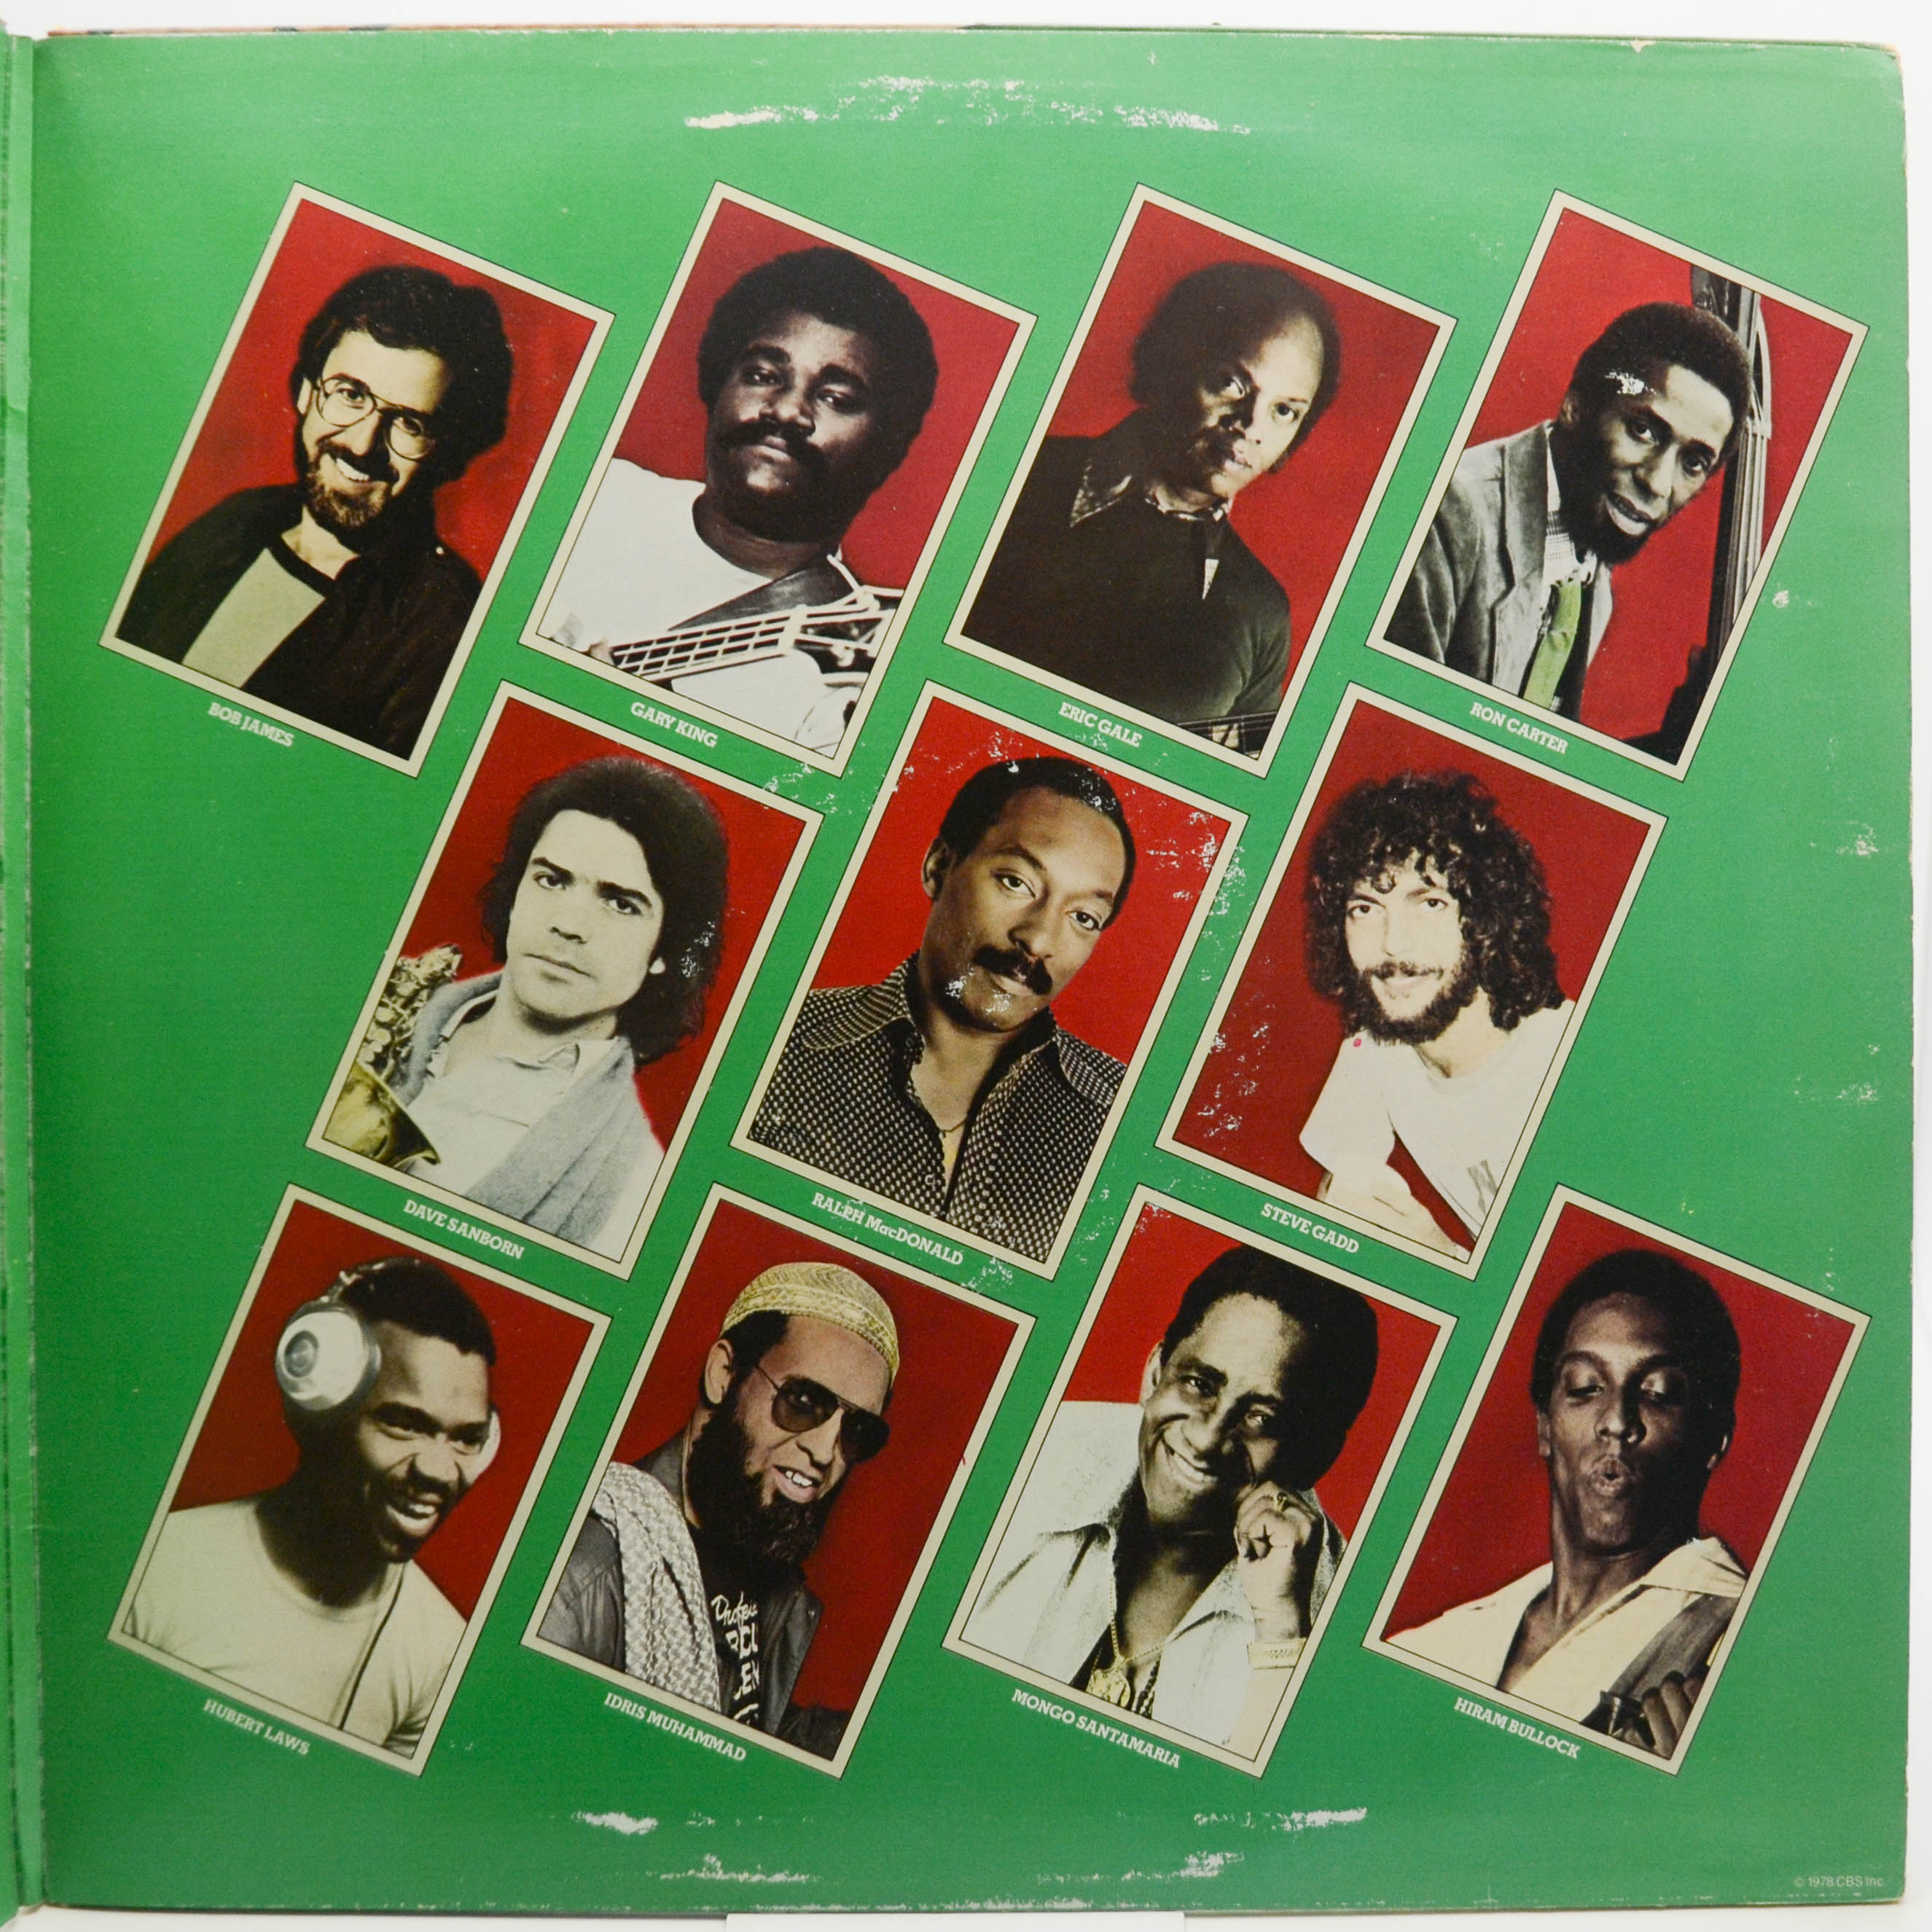 BOB JAMES
GARY KING
ERIC GALE
RON CARTER
DAVE SANBORN
RALPH MacDONALD
STEVE GADD
HUBERT LAWS
IDRIS MUHAMMAD
MONGO SANTAMARIA
HIRAM BULLOCK
© 1978 CBS Inc.